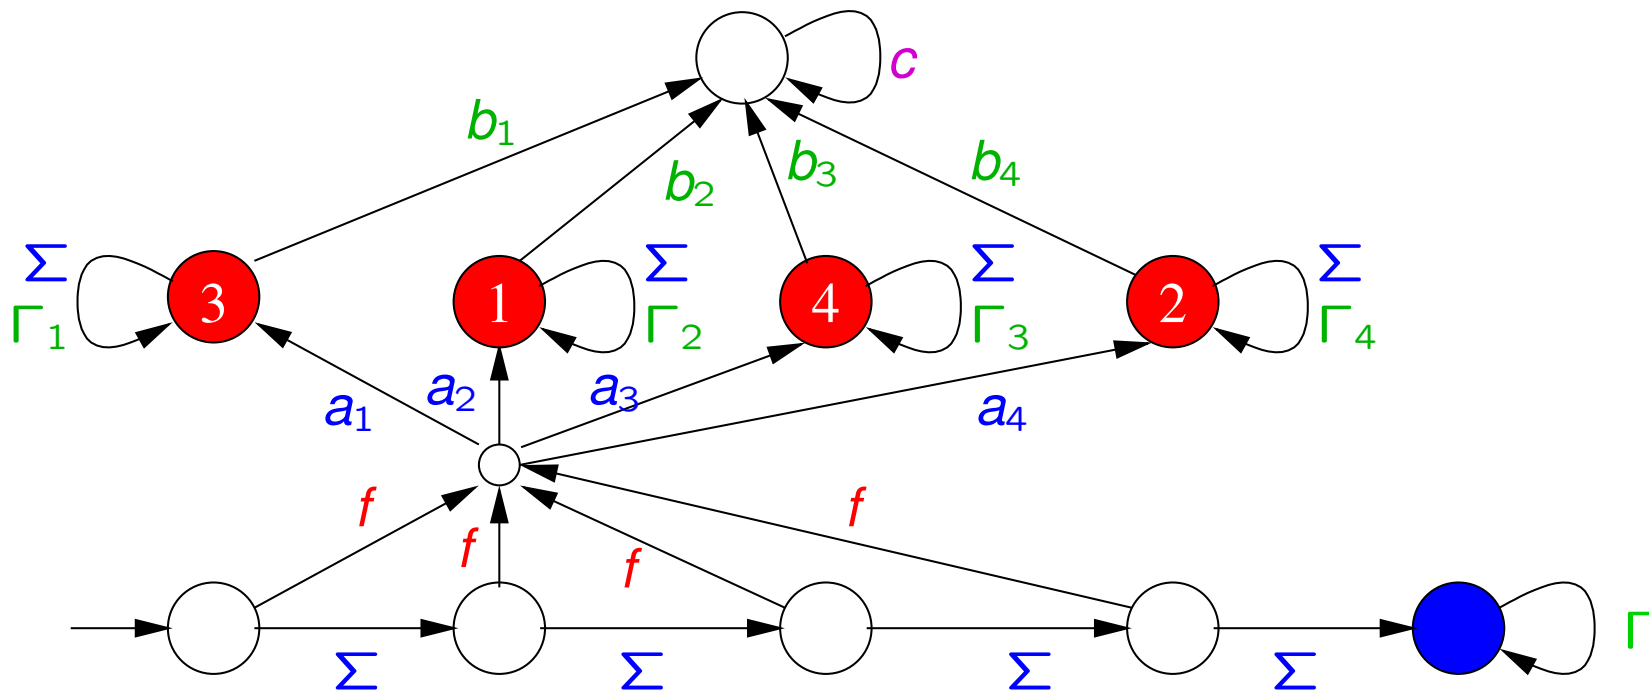 c
b₁
b₂
b₃
b₄
Σ Σ Σ Σ
3 1 4 2
Γ₁ Γ₂ Γ₃ Γ₄
a₁ a₂ a₃ a₄
f f f f
Γ
Σ Σ Σ Σ